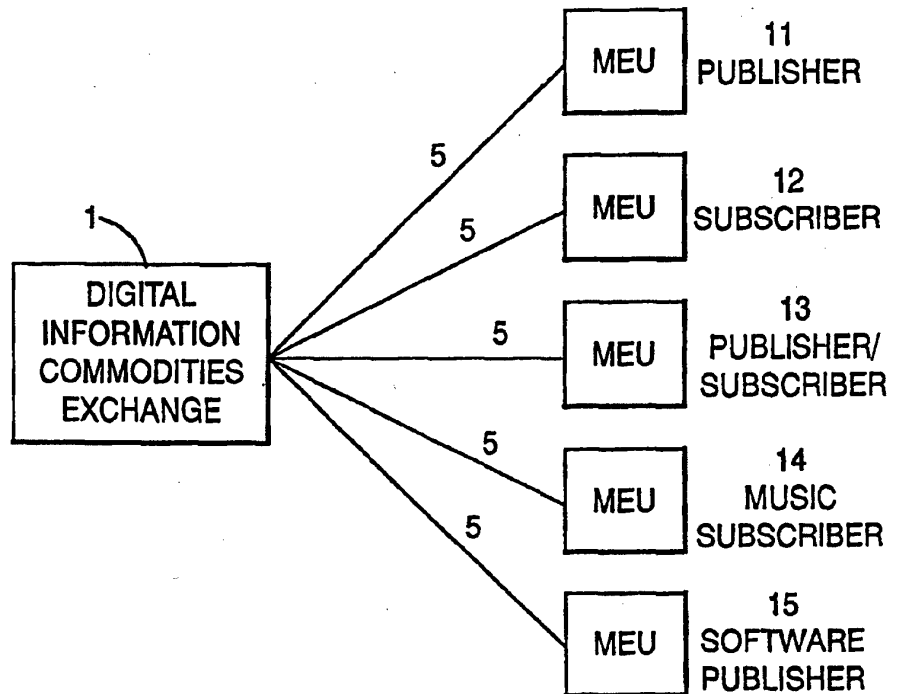 1
DIGITAL
INFORMATION
COMMODITIES
EXCHANGE
5
5
5
5
5
MEU
11
PUBLISHER
MEU
12
SUBSCRIBER
MEU
13
PUBLISHER/
SUBSCRIBER
MEU
14
MUSIC
SUBSCRIBER
MEU
15
SOFTWARE
PUBLISHER